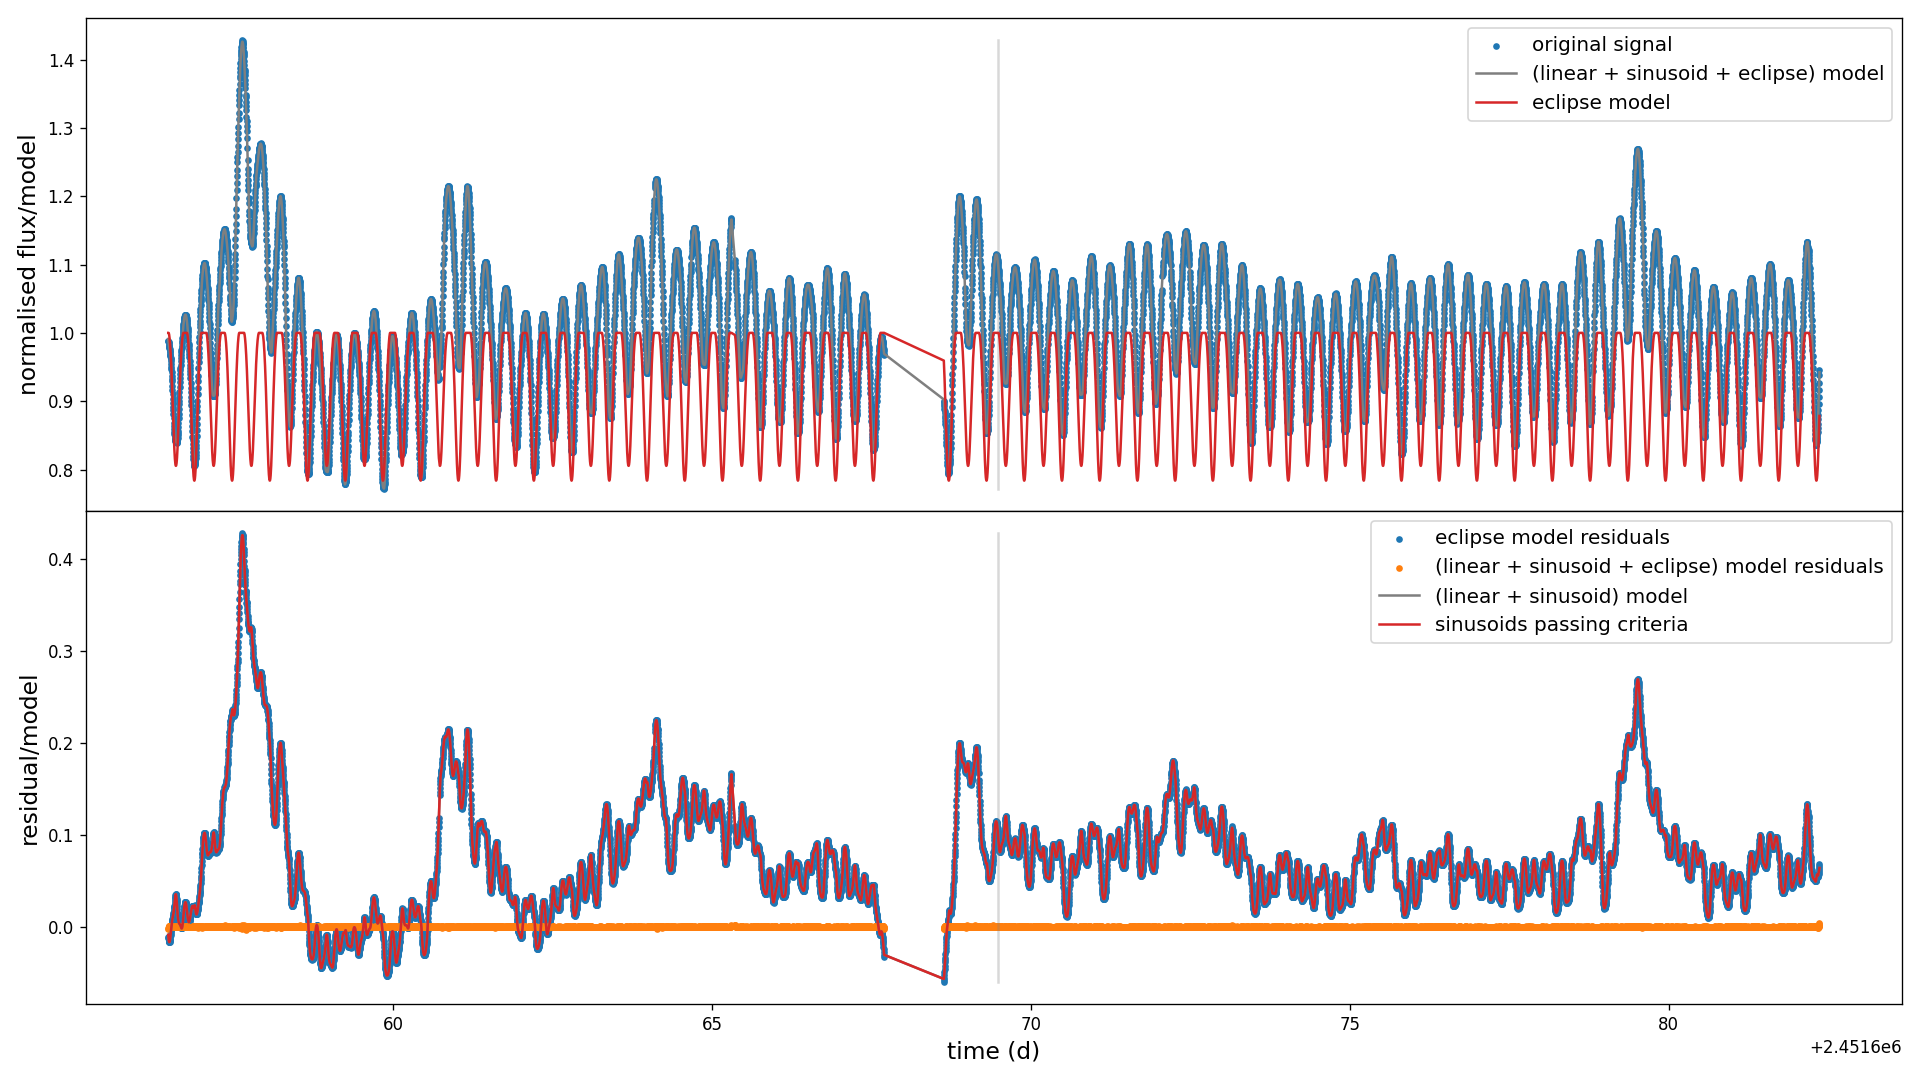 normalised flux/model
1.4
1.3
1.2
1.1
1.0
0.9
0.8
original signal
(linear + sinusoid + eclipse) model
eclipse model
residual/model
0.4
0.3
0.2
0.1
0.0
eclipse model residuals
(linear + sinusoid + eclipse) model residuals
(linear + sinusoid) model
sinusoids passing criteria
60 65 70 75 80
time (d)
+2.4516e6